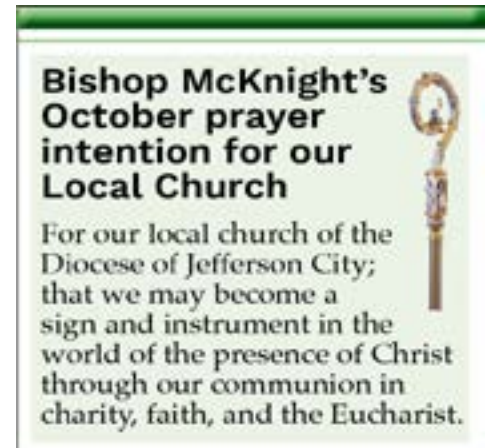 Bishop McKnight's
October prayer
intention for our
Local Church
For our local church of the
Diocese of Jefferson City;
that we may become a
sign and instrument in the
world of the presence of Christ
through our communion in
charity, faith, and the Eucharist.